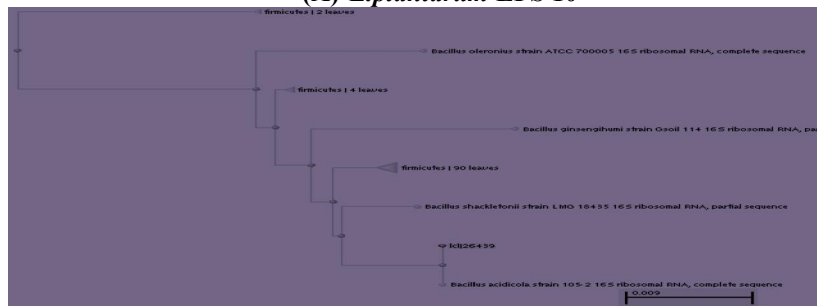 firmicutes | 2 leaves
Bacillus oleronius strain ATCC 700005 16S ribosomal RNA, complete sequence
firmicutes | 4 leaves
Bacillus ginsengihumi strain Gsoil 114 16S ribosomal RNA, pa
firmicutes | 90 leaves
Bacillus shackletonii strain LMG 18435 16S ribosomal RNA, partial sequence
lcl|26439
Bacillus acidicola strain 105-2 16S ribosomal RNA, complete sequence
0.009